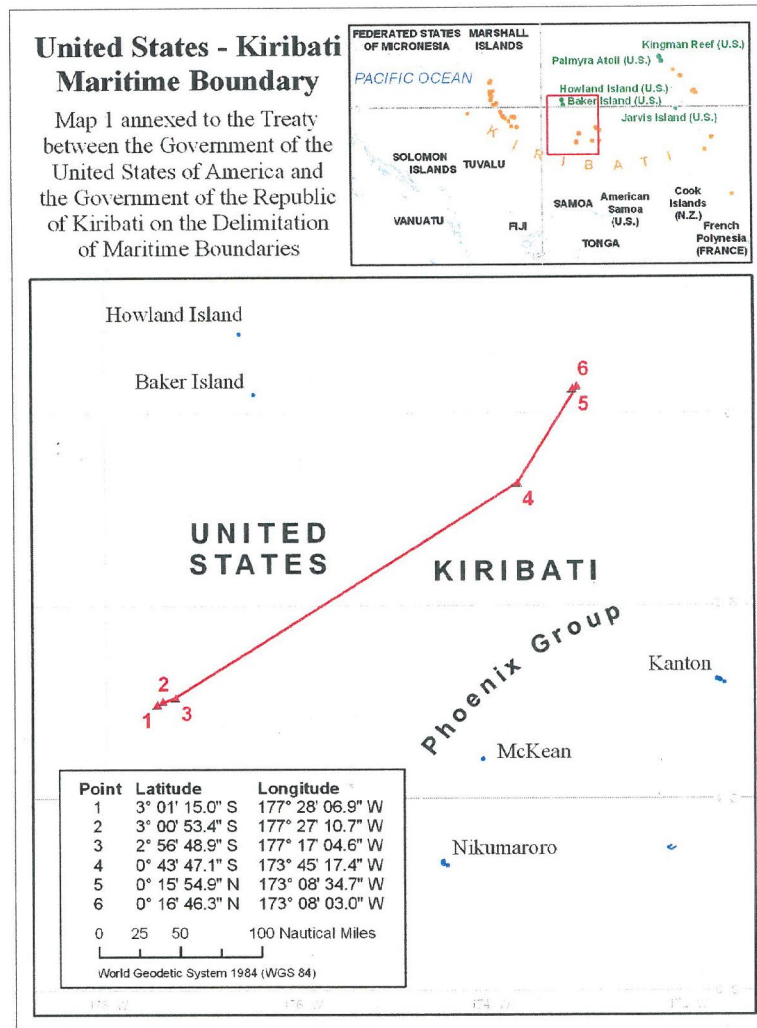 United States - Kiribati
Maritime Boundary
Map 1 annexed to the Treaty
between the Government of the
United States of America and
the Government of the Republic
of Kiribati on the Delimitation
of Maritime Boundaries
FEDERATED STATES
OF MICRONESIA
MARSHALL
ISLANDS
Kingman Reef (U.S.)
Palmyra Atoll (U.S.)
PACIFIC OCEAN
Howland Island (U.S.)
Baker Island (U.S.)
Jarvis Island (U.S.)
KIRIBATI
SOLOMON
ISLANDS
TUVALU
SAMOA
American
Samoa
(U.S.)
Cook
Islands
(N.Z.)
VANUATU
FIJI
TONGA
French
Polynesia
(FRANCE)
Howland Island
Baker Island
6
5
4
UNITED
STATES
KIRIBATI
Phoenix Group
Kanton
2
1
3
McKean
Nikumaroro
Point Latitude Longitude
1 3° 01' 15.0" S 177° 28' 06.9" W
2 3° 00' 53.4" S 177° 27' 10.7" W
3 2° 56' 48.9" S 177° 17' 04.6" W
4 0° 43' 47.1" S 173° 45' 17.4" W
5 0° 15' 54.9" N 173° 08' 34.7" W
6 0° 16' 46.3" N 173° 08' 03.0" W
0 25 50 100 Nautical Miles
World Geodetic System 1984 (WGS 84)